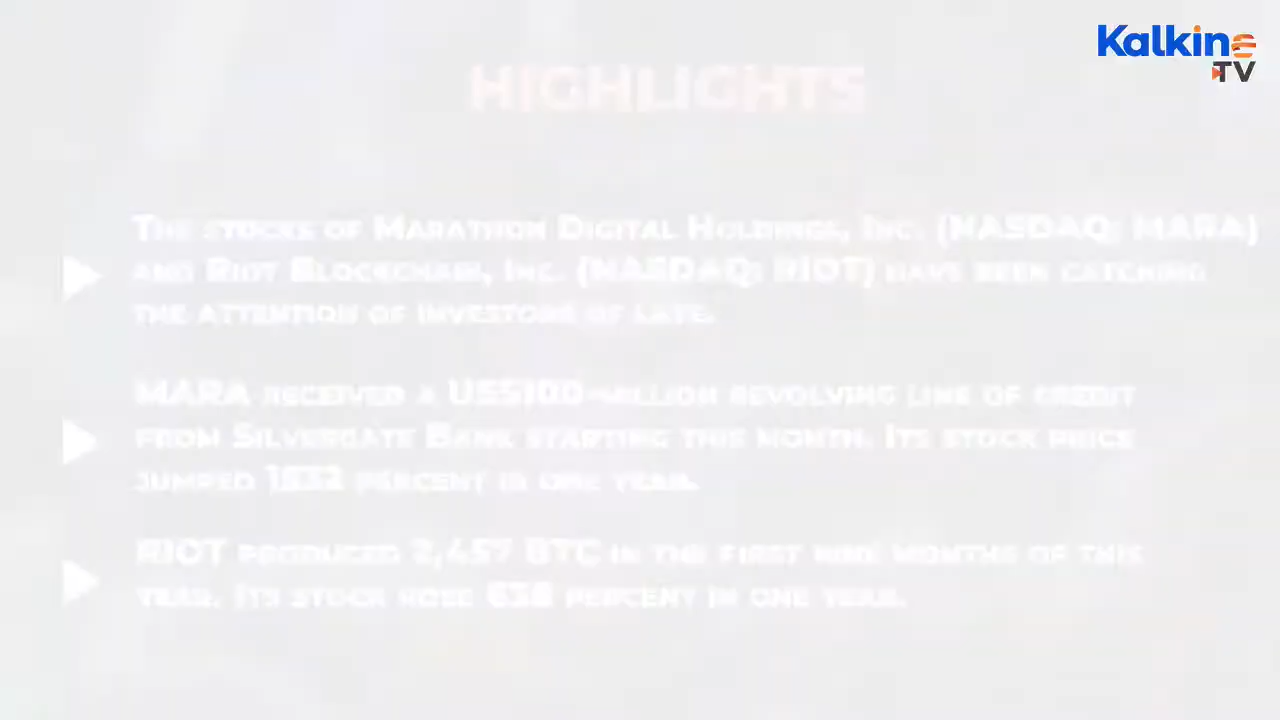 Kalkine
TV
HIGHLIGHTS
The stocks of Marathon Digital Holdings, Inc. (NASDAQ: MARA)
and Riot Blockchain, Inc. (NASDAQ: RIOT) have been catching
the attention of investors of late.
MARA received a US$100-million revolving line of credit
from Silvergate Bank starting this month. Its stock price
jumped percent in one year.
RIOT produced 2,457 BTC in the first nine months of this
year. Its stock rose percent in one year.